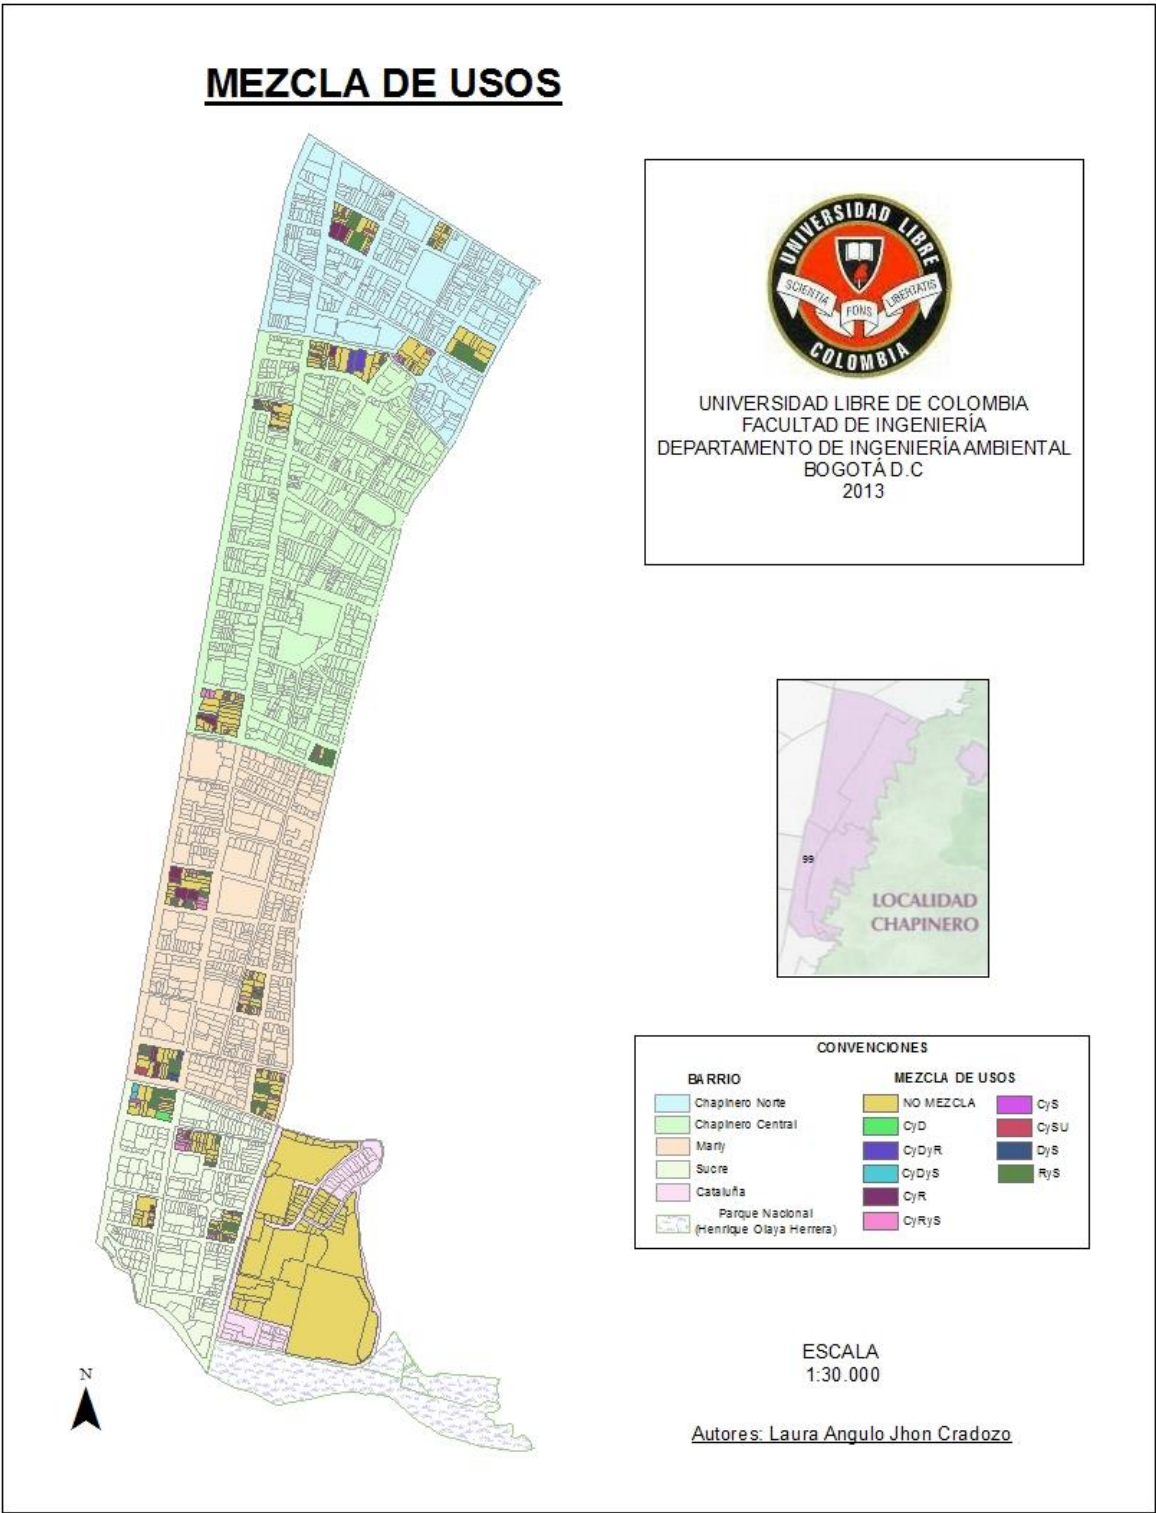 MEZCLA DE USOS
UNIVERSIDAD LIBRE
SCIENTIA
FONS
LIBERTATIS
COLOMBIA
UNIVERSIDAD LIBRE DE COLOMBIA
FACULTAD DE INGENIERÍA
DEPARTAMENTO DE INGENIERÍA AMBIENTAL
BOGOTÁ D.C
2013
99
LOCALIDAD
CHAPINERO
CONVENCIONES
BARRIO
Chapinero Norte
Chapinero Central
Marly
Sucre
Cataluña
Parque Nacional
(Henrique Olaya Herrera)
MEZCLA DE USOS
NO MEZCLA
CyD
CyDyR
CyDyS
CyR
CyRyS
CyS
CySU
DyS
RyS
ESCALA
1:30.000
N
Autores: Laura Angulo Jhon Cradozo